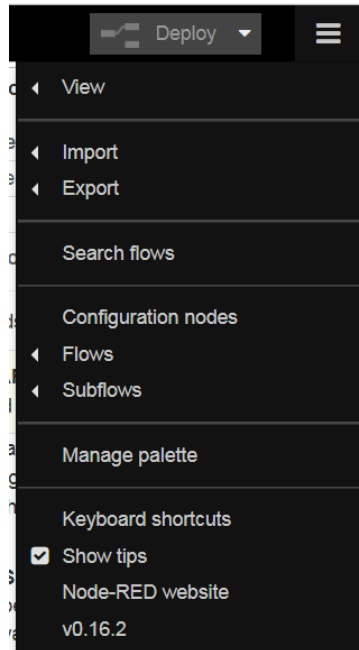 Deploy
View
Import
Export
Search flows
Configuration nodes
Flows
Subflows
Manage palette
Keyboard shortcuts
Show tips
Node-RED website
v0.16.2